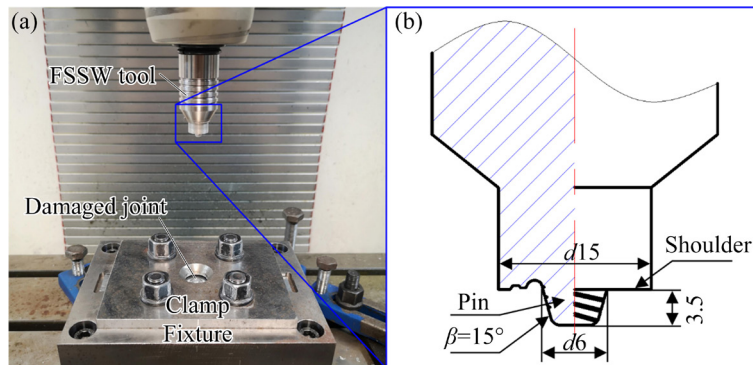 (a)
FSSW tool
Damaged joint
Clamp
Fixture
(b)
d15
Shoulder
Pin
3.5
β=15°
d6